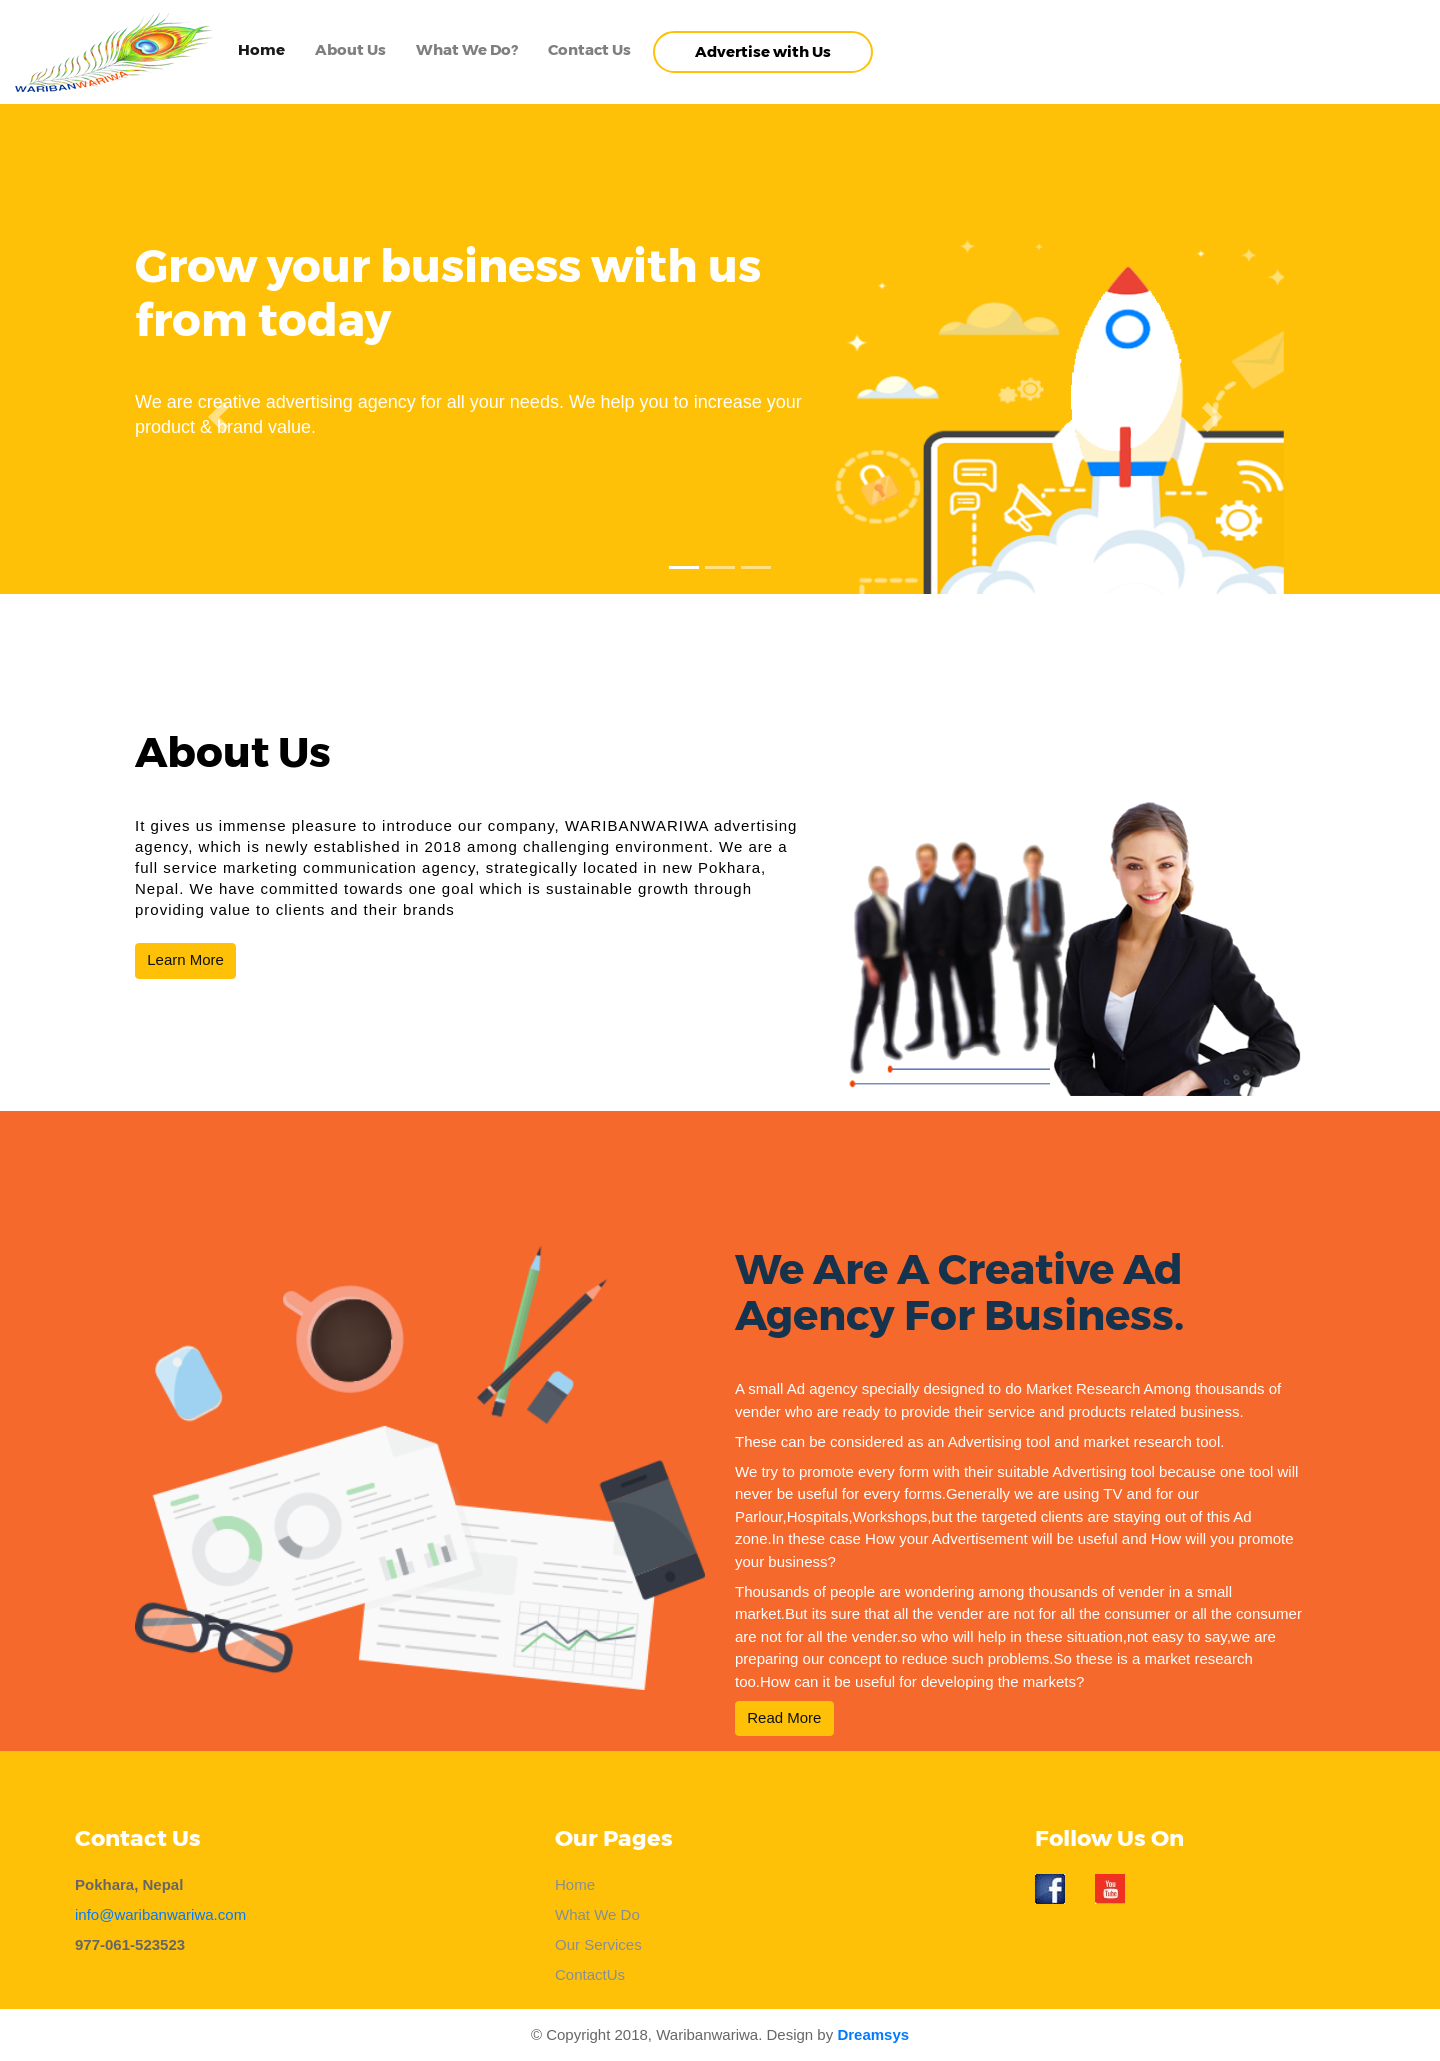 WARIBANWARIWA
Home
About Us
What We Do?
Contact Us
Advertise with Us
Grow your business with us
from today
We are creative advertising agency for all your needs. We help you to increase your
product & brand value.
About Us
It gives us immense pleasure to introduce our company, WARIBANWARIWA advertising
agency, which is newly established in 2018 among challenging environment. We are a
full service marketing communication agency, strategically located in new Pokhara,
Nepal. We have committed towards one goal which is sustainable growth through
providing value to clients and their brands
Learn More
We Are A Creative Ad
Agency For Business.
A small Ad agency specially designed to do Market Research Among thousands of
vender who are ready to provide their service and products related business.
These can be considered as an Advertising tool and market research tool.
We try to promote every form with their suitable Advertising tool because one tool will
never be useful for every forms.Generally we are using TV and for our
Parlour,Hospitals,Workshops,but the targeted clients are staying out of this Ad
zone.In these case How your Advertisement will be useful and How will you promote
your business?
Thousands of people are wondering among thousands of vender in a small
market.But its sure that all the vender are not for all the consumer or all the consumer
are not for all the vender.so who will help in these situation,not easy to say,we are
preparing our concept to reduce such problems.So these is a market research
too.How can it be useful for developing the markets?
Read More
Contact Us
Pokhara, Nepal
info@waribanwariwa.com
977-061-523523
Our Pages
Home
What We Do
Our Services
ContactUs
Follow Us On
f
You
Tube
© Copyright 2018, Waribanwariwa. Design by Dreamsys